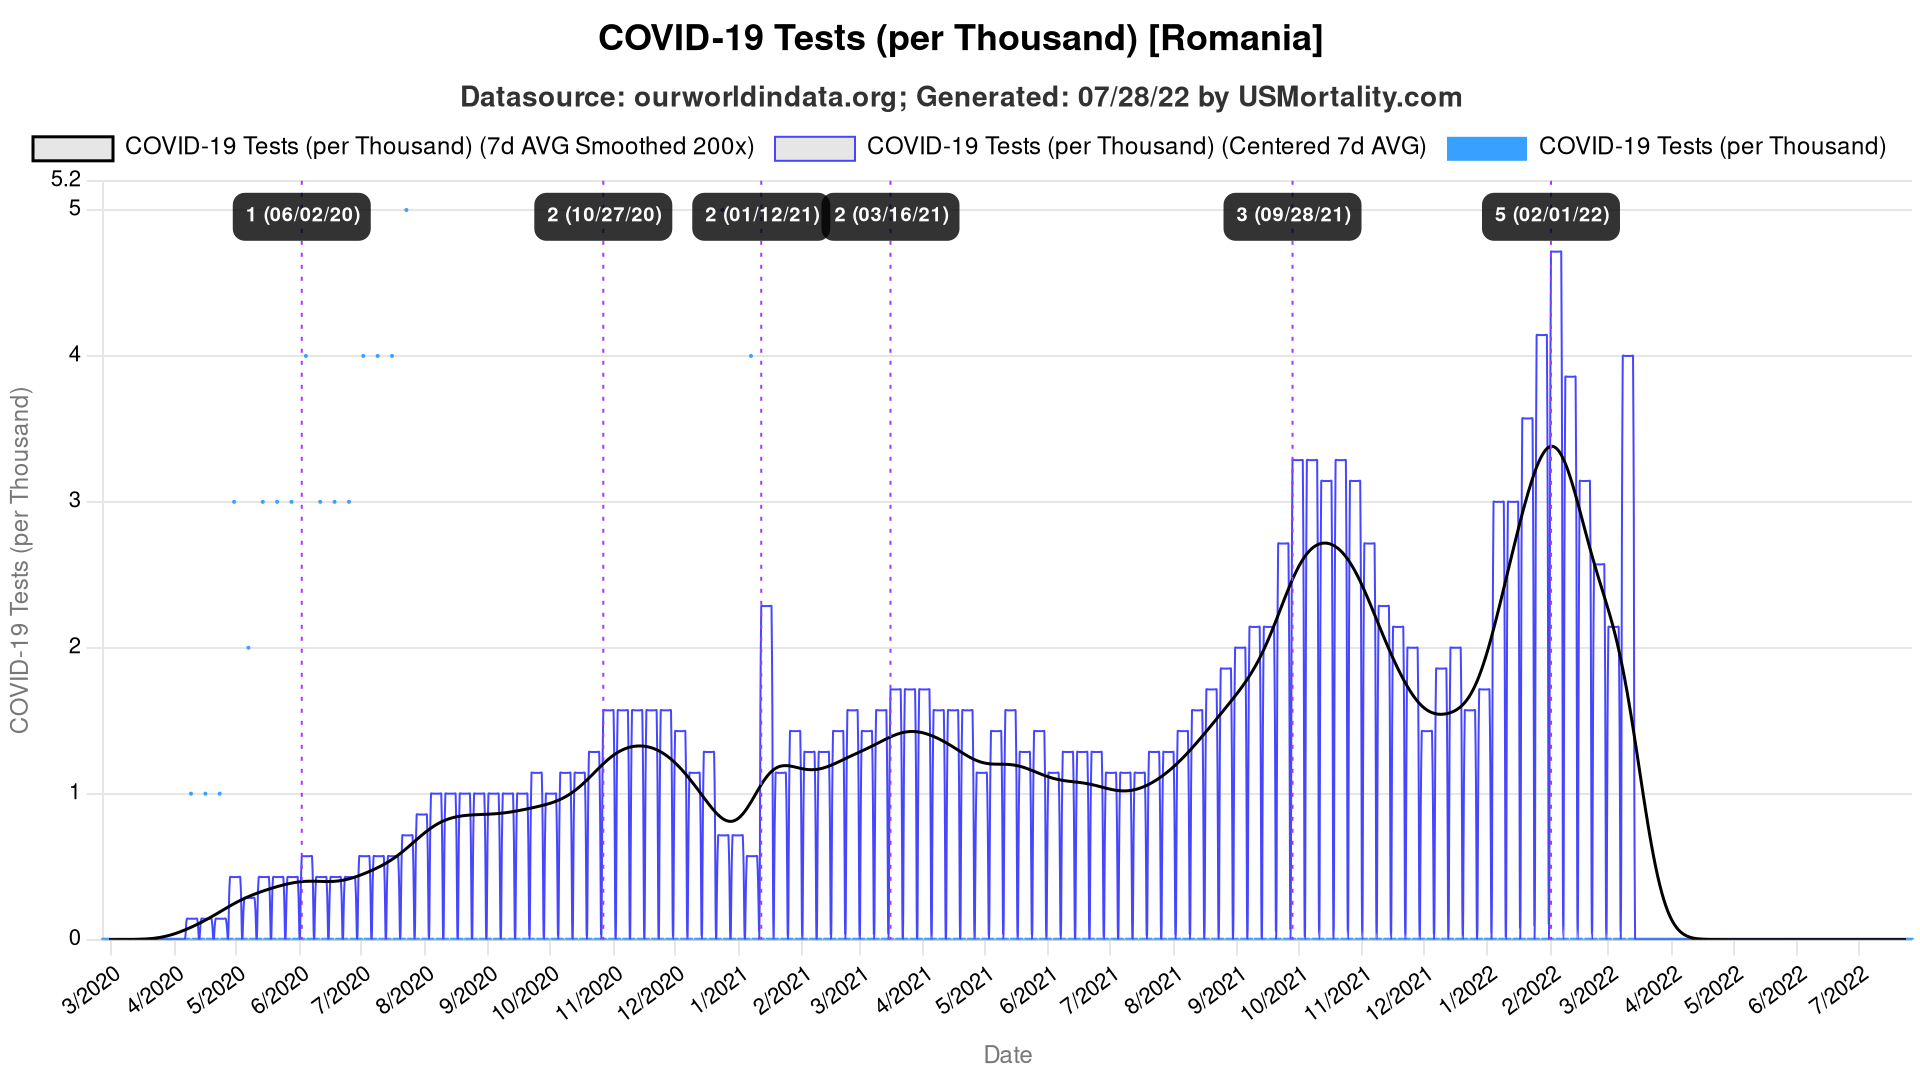 COVID-19 Tests (per Thousand) [Romania]
Datasource: ourworldindata.org; Generated: 07/28/22 by USMortality.com
COVID-19 Tests (per Thousand) (7d AVG Smoothed 200x) COVID-19 Tests (per Thousand) (Centered 7d AVG) COVID-19 Tests (per Thousand)
5.2
5
4
3
2
1
0
COVID-19 Tests (per Thousand)
1 (06/02/20) 2 (10/27/20) 2 (01/12/21) 2 (03/16/21) 3 (09/28/21) 5 (02/01/22)
3/2020 4/2020 5/2020 6/2020 7/2020 8/2020 9/2020 10/2020 11/2020 12/2020 1/2021 2/2021 3/2021 4/2021 5/2021 6/2021 7/2021 8/2021 9/2021 10/2021 11/2021 12/2021 1/2022 2/2022 3/2022 4/2022 5/2022 6/2022 7/2022
Date